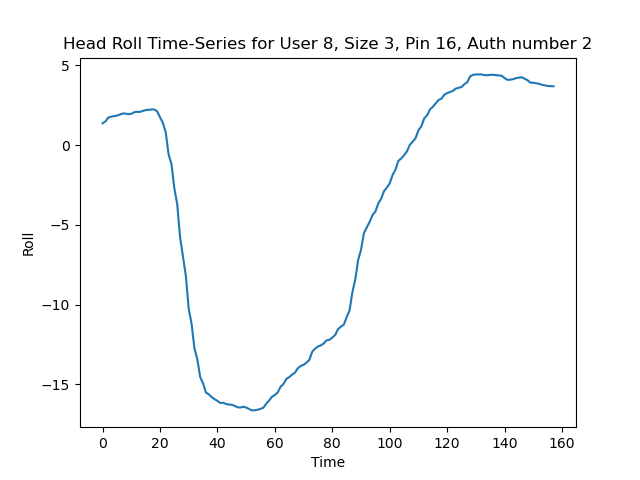 Head Roll Time-Series for User 8, Size 3, Pin 16, Auth number 2
5
0
−5
−10
−15
Roll
0 20 40 60 80 100 120 140 160
Time